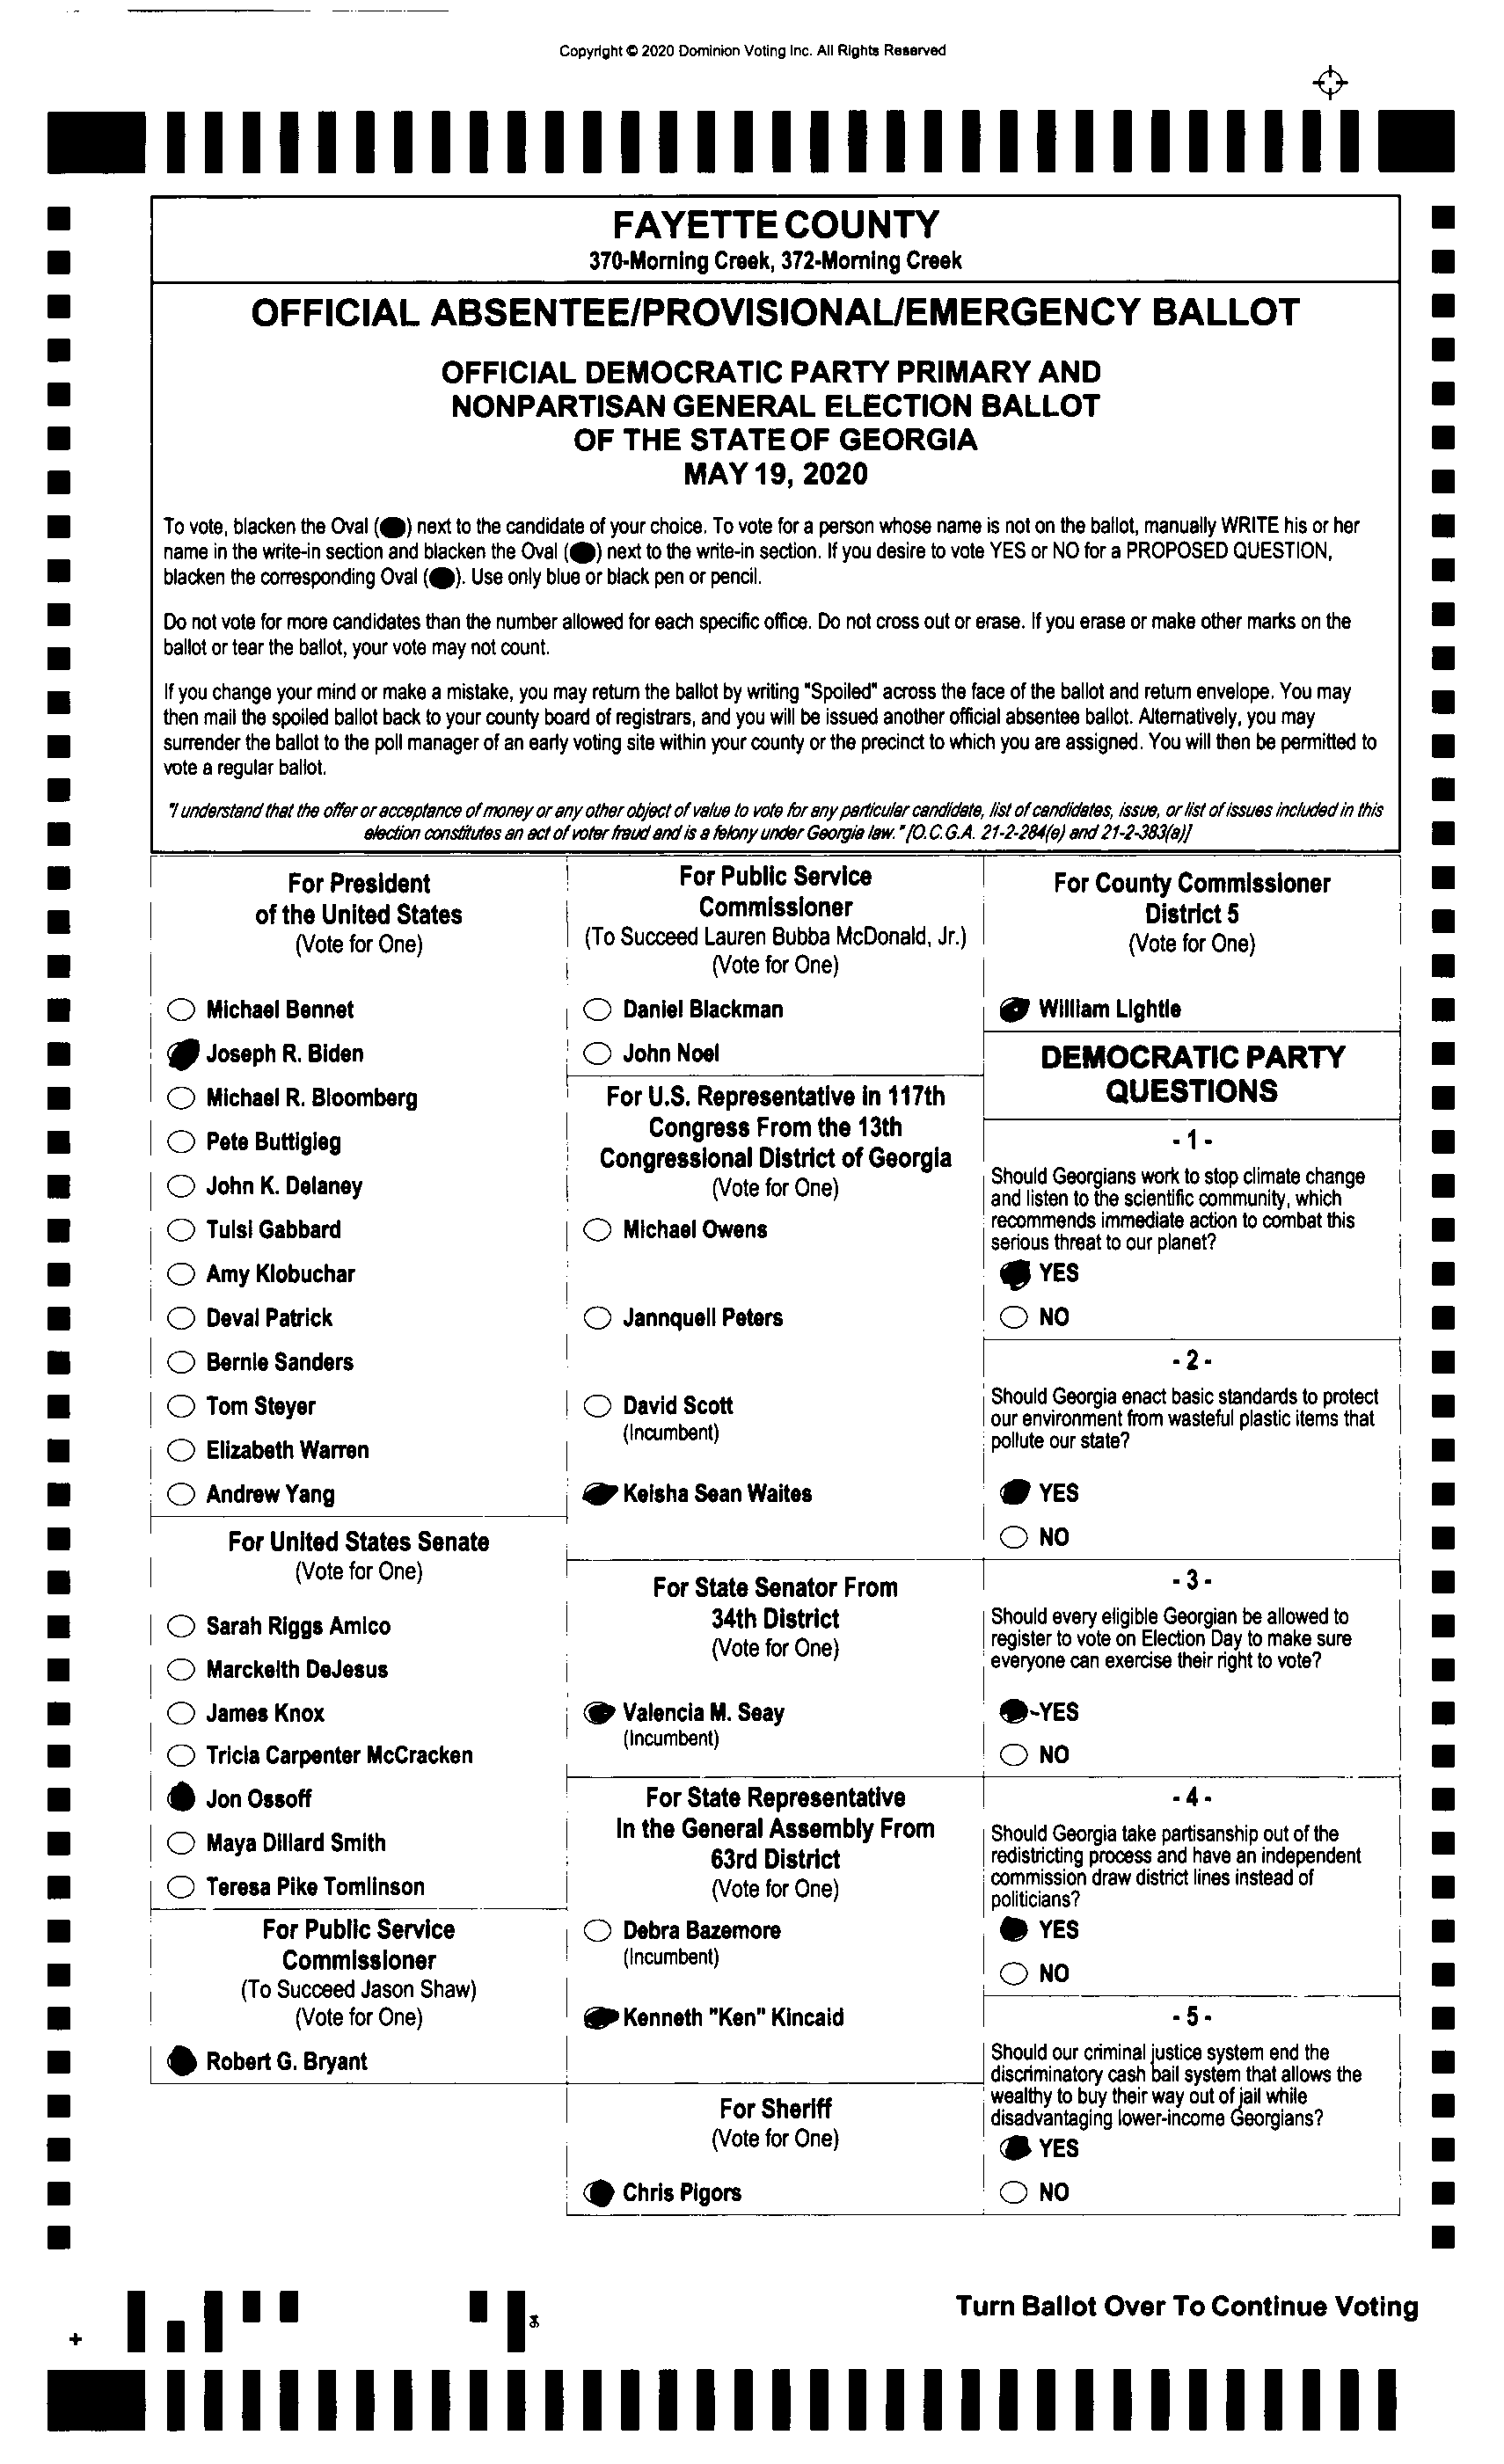 Copyright © 2020 Dominion Voting Inc. All Rights Reserved
FAYETTE COUNTY
370-Morning Creek, 372-Morning Creek
OFFICIAL ABSENTEE/PROVISIONAL/EMERGENCY BALLOT
OFFICIAL DEMOCRATIC PARTY PRIMARY AND
NONPARTISAN GENERAL ELECTION BALLOT
OF THE STATE OF GEORGIA
MAY 19, 2020
To vote, blacken the Oval ( ) next to the candidate of your choice. To vote for a person whose name is not on the ballot, manually WRITE his or her
name in the write-in section and blacken the Oval ( ) next to the write-in section. If you desire to vote YES or NO for a PROPOSED QUESTION,
blacken the corresponding Oval ( ). Use only blue or black pen or pencil.
Do not vote for more candidates than the number allowed for each specific office. Do not cross out or erase. If you erase or make other marks on the
ballot or tear the ballot, your vote may not count.
If you change your mind or make a mistake, you may return the ballot by writing "Spoiled" across the face of the ballot and return envelope. You may
then mail the spoiled ballot back to your county board of registrars, and you will be issued another official absentee ballot. Alternatively, you may
surrender the ballot to the poll manager of an early voting site within your county or the precinct to which you are assigned. You will then be permitted to
vote a regular ballot.
"I understand that the offer or acceptance of money or any other object of value to vote for any particular candidate, list of candidates, issue, or list of issues included in this
election constitutes an act of voter fraud and is a felony under Georgia law." [O.C.G.A. 21-2-284(e) and 21-2-383(a)]
For President
of the United States
(Vote for One)
Michael Bennet
Joseph R. Biden
Michael R. Bloomberg
Pete Buttigieg
John K. Delaney
Tulsi Gabbard
Amy Klobuchar
Deval Patrick
Bernie Sanders
Tom Steyer
Elizabeth Warren
Andrew Yang
For United States Senate
(Vote for One)
Sarah Riggs Amico
Marckeith DeJesus
James Knox
Tricia Carpenter McCracken
Jon Ossoff
Maya Dillard Smith
Teresa Pike Tomlinson
For Public Service
Commissioner
(To Succeed Jason Shaw)
(Vote for One)
Robert G. Bryant
For Public Service
Commissioner
(To Succeed Lauren Bubba McDonald, Jr.)
(Vote for One)
Daniel Blackman
John Noel
For U.S. Representative in 117th
Congress From the 13th
Congressional District of Georgia
(Vote for One)
Michael Owens
Jannquell Peters
David Scott
(Incumbent)
Keisha Sean Waites
For State Senator From
34th District
(Vote for One)
Valencia M. Seay
(Incumbent)
For State Representative
In the General Assembly From
63rd District
(Vote for One)
Debra Bazemore
(Incumbent)
Kenneth "Ken" Kincaid
For Sheriff
(Vote for One)
Chris Pigors
For County Commissioner
District 5
(Vote for One)
William Lightle
DEMOCRATIC PARTY
QUESTIONS
- 1 -
Should Georgians work to stop climate change
and listen to the scientific community, which
recommends immediate action to combat this
serious threat to our planet?
YES
NO
- 2 -
Should Georgia enact basic standards to protect
our environment from wasteful plastic items that
pollute our state?
YES
NO
- 3 -
Should every eligible Georgian be allowed to
register to vote on Election Day to make sure
everyone can exercise their right to vote?
YES
NO
- 4 -
Should Georgia take partisanship out of the
redistricting process and have an independent
commission draw district lines instead of
politicians?
YES
NO
- 5 -
Should our criminal justice system end the
discriminatory cash bail system that allows the
wealthy to buy their way out of jail while
disadvantaging lower-income Georgians?
YES
NO
Turn Ballot Over To Continue Voting